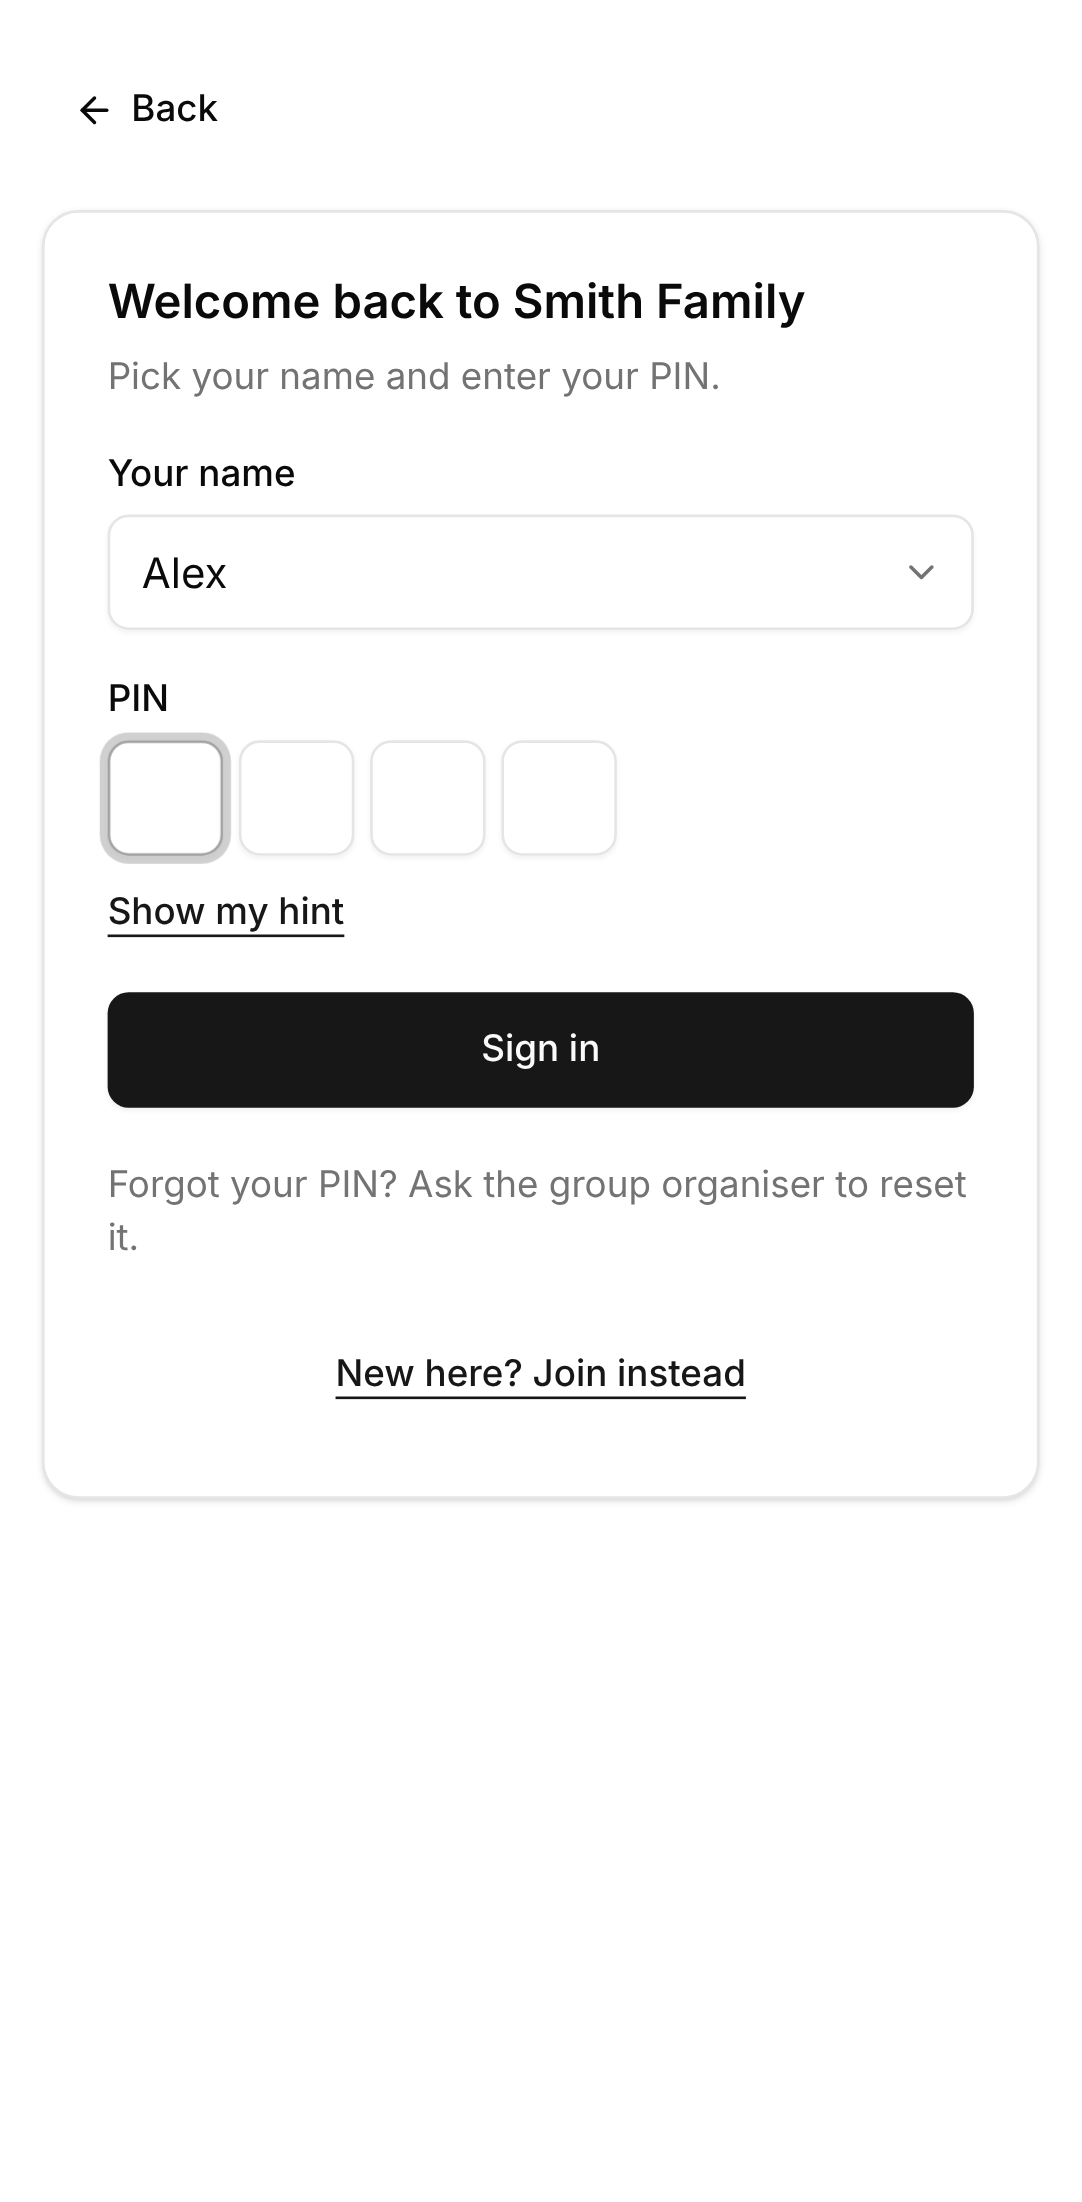 Back
Welcome back to Smith Family
Pick your name and enter your PIN.
Your name
Alex
PIN
Show my hint
Sign in
Forgot your PIN? Ask the group organiser to reset
it.
New here? Join instead